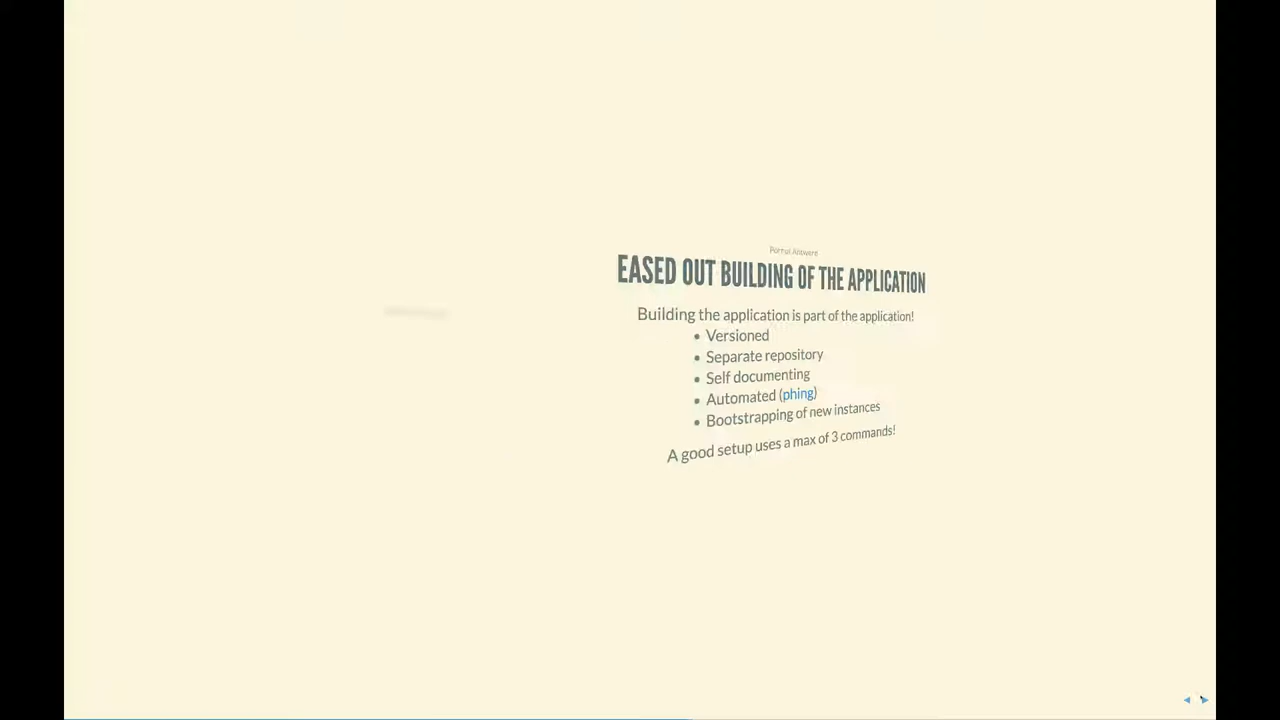 EASED OUT BUILDING OF THE APPLICATION
Building the application is part of the application!
Versioned
Separate repository
Self documenting
Automated (phing)
Bootstrapping of new instances
A good setup uses a max of 3 commands!